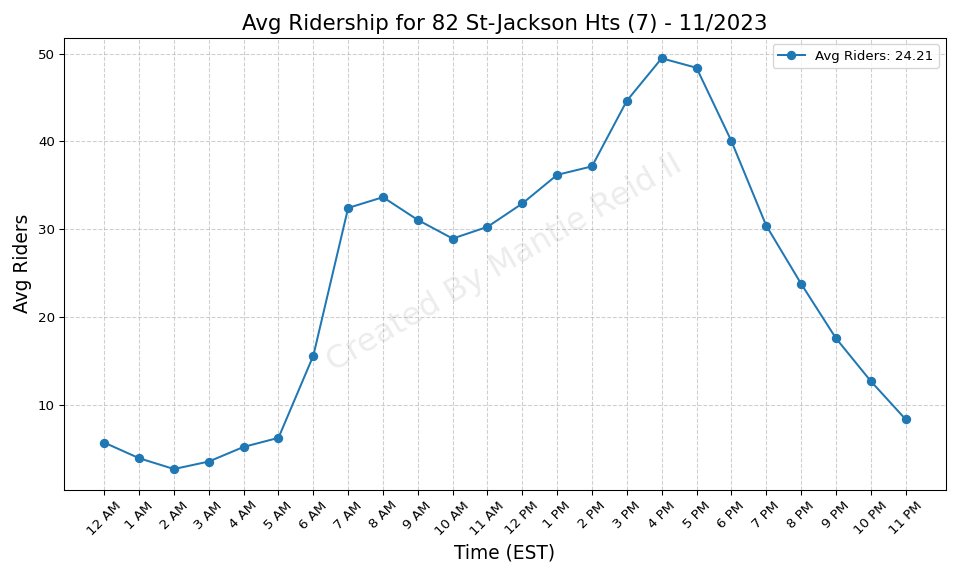 Avg Ridership for 82 St-Jackson Hts (7) - 11/2023
Avg Riders: 24.21
50
40
30
20
10
Avg Riders
Created By Mantie Reid II
12 AM
1 AM
2 AM
3 AM
4 AM
5 AM
6 AM
7 AM
8 AM
9 AM
10 AM
11 AM
12 PM
1 PM
2 PM
3 PM
4 PM
5 PM
6 PM
7 PM
8 PM
9 PM
10 PM
11 PM
Time (EST)